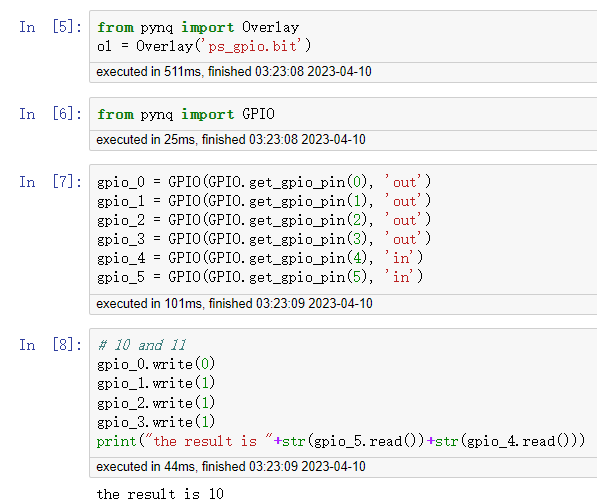 In [5]: from pynq import Overlay
ol = Overlay('ps_gpio.bit')
executed in 511ms, finished 03:23:08 2023-04-10
In [6]: from pynq import GPIO
executed in 25ms, finished 03:23:08 2023-04-10
In [7]: gpio_0 = GPIO(GPIO.get_gpio_pin(0), 'out')
gpio_1 = GPIO(GPIO.get_gpio_pin(1), 'out')
gpio_2 = GPIO(GPIO.get_gpio_pin(2), 'out')
gpio_3 = GPIO(GPIO.get_gpio_pin(3), 'out')
gpio_4 = GPIO(GPIO.get_gpio_pin(4), 'in')
gpio_5 = GPIO(GPIO.get_gpio_pin(5), 'in')
executed in 101ms, finished 03:23:09 2023-04-10
In [8]: # 10 and 11
gpio_0.write(0)
gpio_1.write(1)
gpio_2.write(1)
gpio_3.write(1)
print("the result is "+str(gpio_5.read())+str(gpio_4.read()))
executed in 44ms, finished 03:23:09 2023-04-10
the result is 10